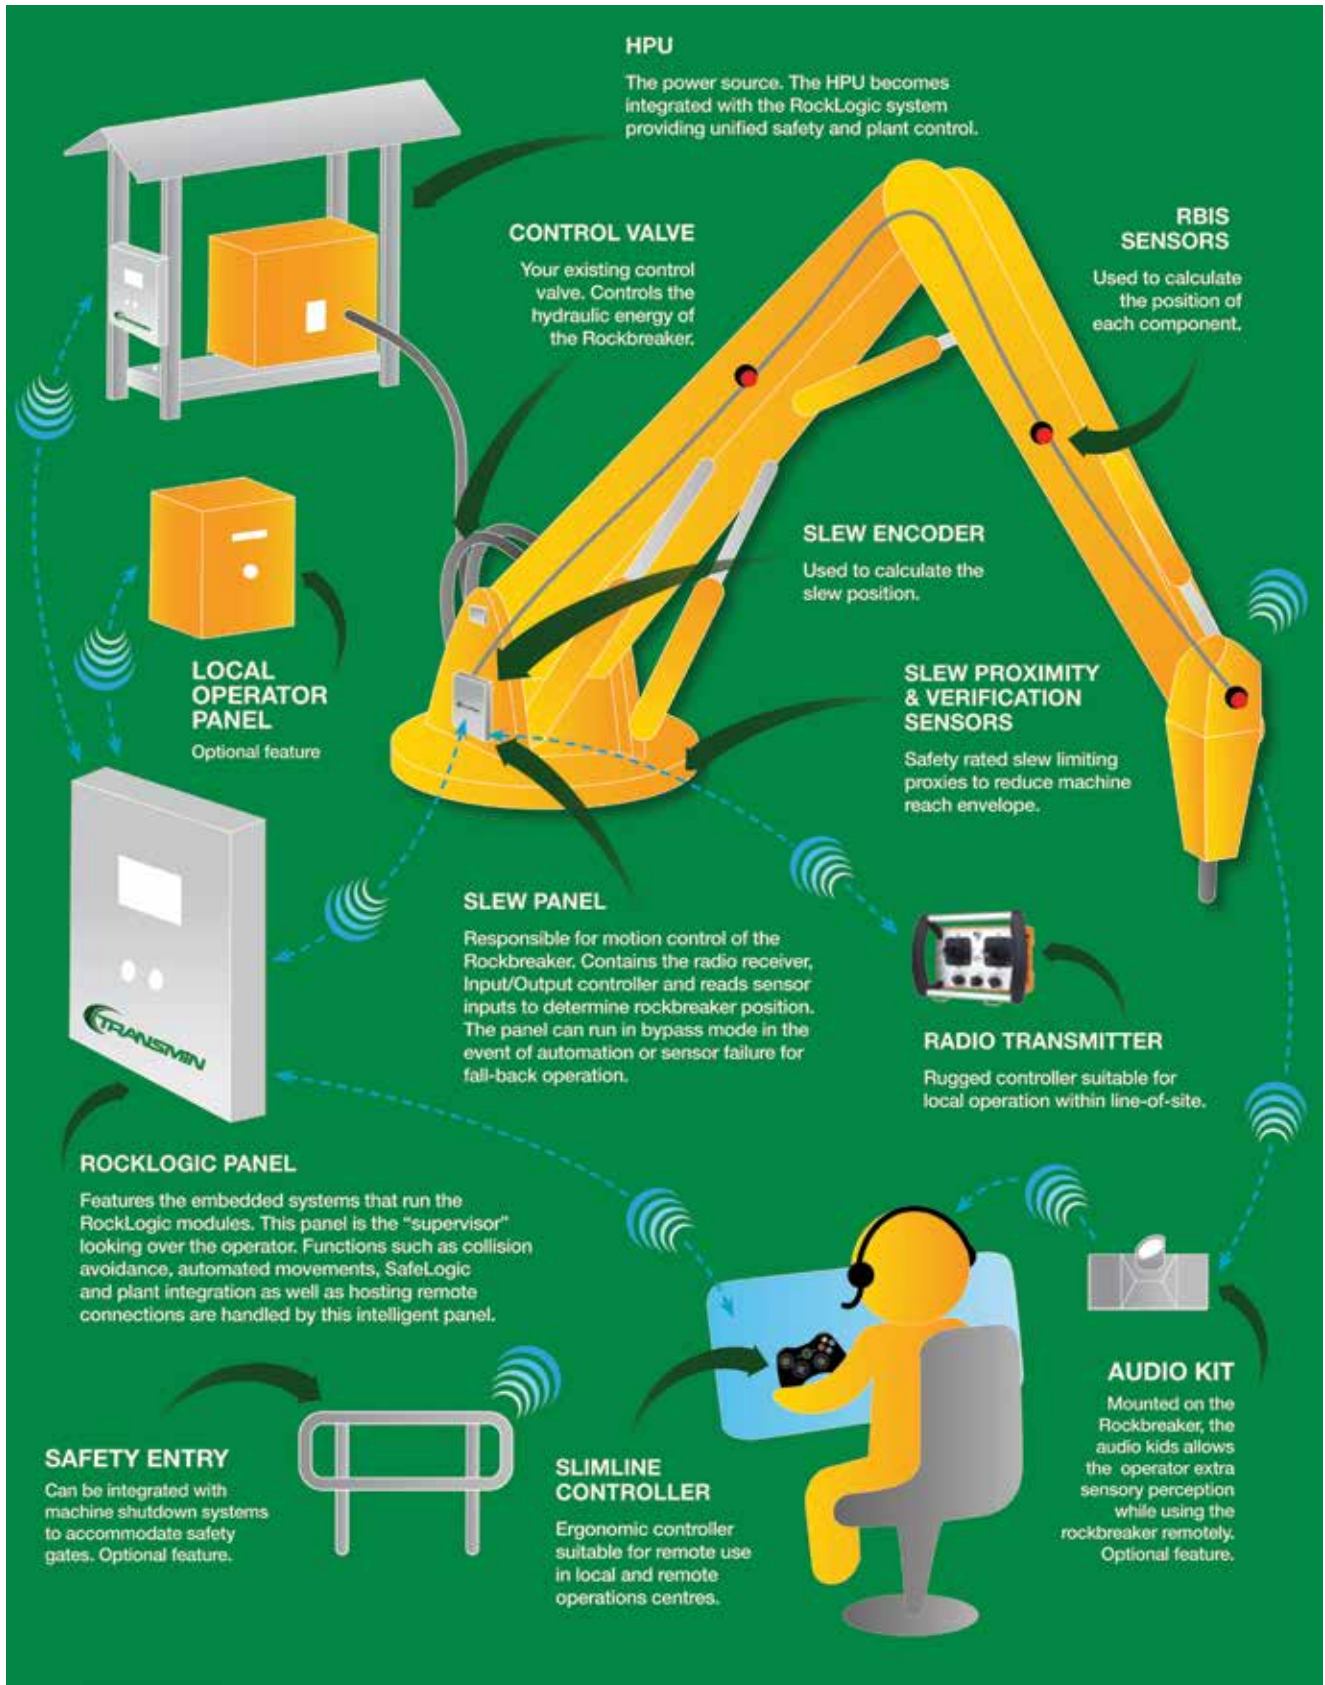 HPU
The power source. The HPU becomes
integrated with the RockLogic system
providing unified safety and plant control.
CONTROL VALVE
Your existing control
valve. Controls the
hydraulic energy of
the Rockbreaker.
RBIS
SENSORS
Used to calculate
the position of
each component.
SLEW ENCODER
Used to calculate the
slew position.
LOCAL
OPERATOR
PANEL
Optional feature
SLEW PROXIMITY
& VERIFICATION
SENSORS
Safety rated slew limiting
proxies to reduce machine
reach envelope.
SLEW PANEL
Responsible for motion control of the
Rockbreaker. Contains the radio receiver,
Input/Output controller and reads sensor
inputs to determine rockbreaker position.
The panel can run in bypass mode in the
event of automation or sensor failure for
fall-back operation.
TRANSMIN
RADIO TRANSMITTER
Rugged controller suitable for
local operation within line-of-site.
ROCKLOGIC PANEL
Features the embedded systems that run the
RockLogic modules. This panel is the “supervisor”
looking over the operator. Functions such as collision
avoidance, automated movements, SafeLogic
and plant integration as well as hosting remote
connections are handled by this intelligent panel.
SAFETY ENTRY
Can be integrated with
machine shutdown systems
to accommodate safety
gates. Optional feature.
SLIMLINE
CONTROLLER
Ergonomic controller
suitable for remote use
in local and remote
operations centres.
AUDIO KIT
Mounted on the
Rockbreaker, the
audio kids allows
the operator extra
sensory perception
while using the
rockbreaker remotely.
Optional feature.